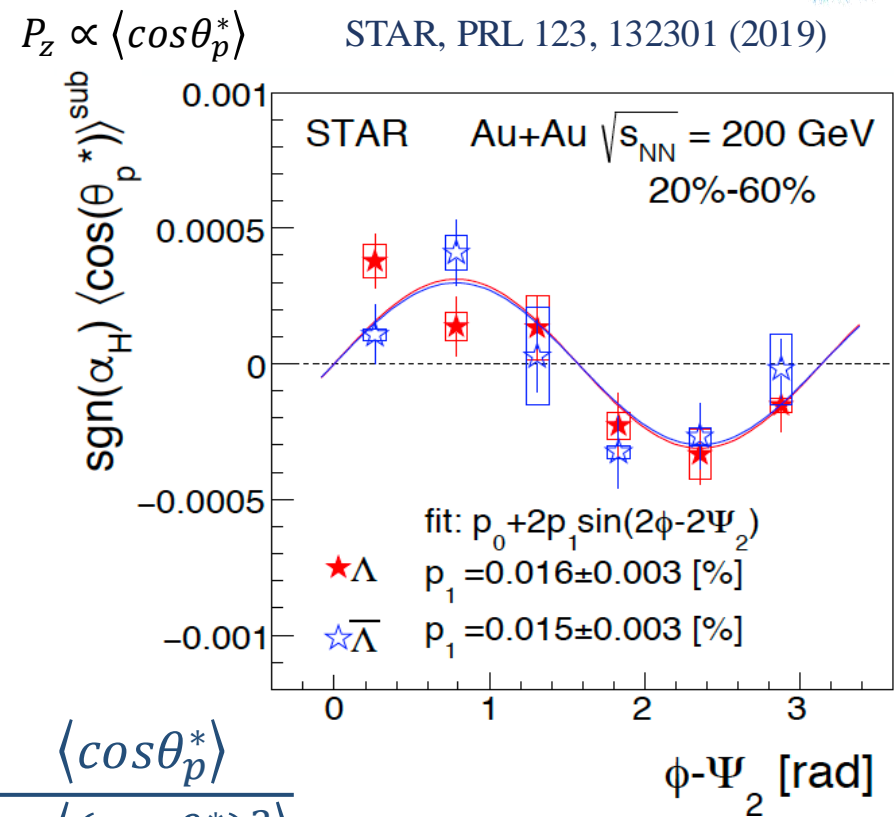 P_z ∝ ⟨cosθ_p^*⟩ STAR, PRL 123, 132301 (2019)
sgn(α_H) ⟨cos(θ_p*)⟩^sub
0.001
0.0005
0
−0.0005
−0.001
STAR Au+Au √s_NN = 200 GeV
20%-60%
fit: p_0+2p_1sin(2ϕ-2Ψ_2)
★Λ p_1 =0.016±0.003 [%]
☆Λ̅ p_1 =0.015±0.003 [%]
0 1 2 3
ϕ-Ψ_2 [rad]
⟨cosθ_p^*⟩